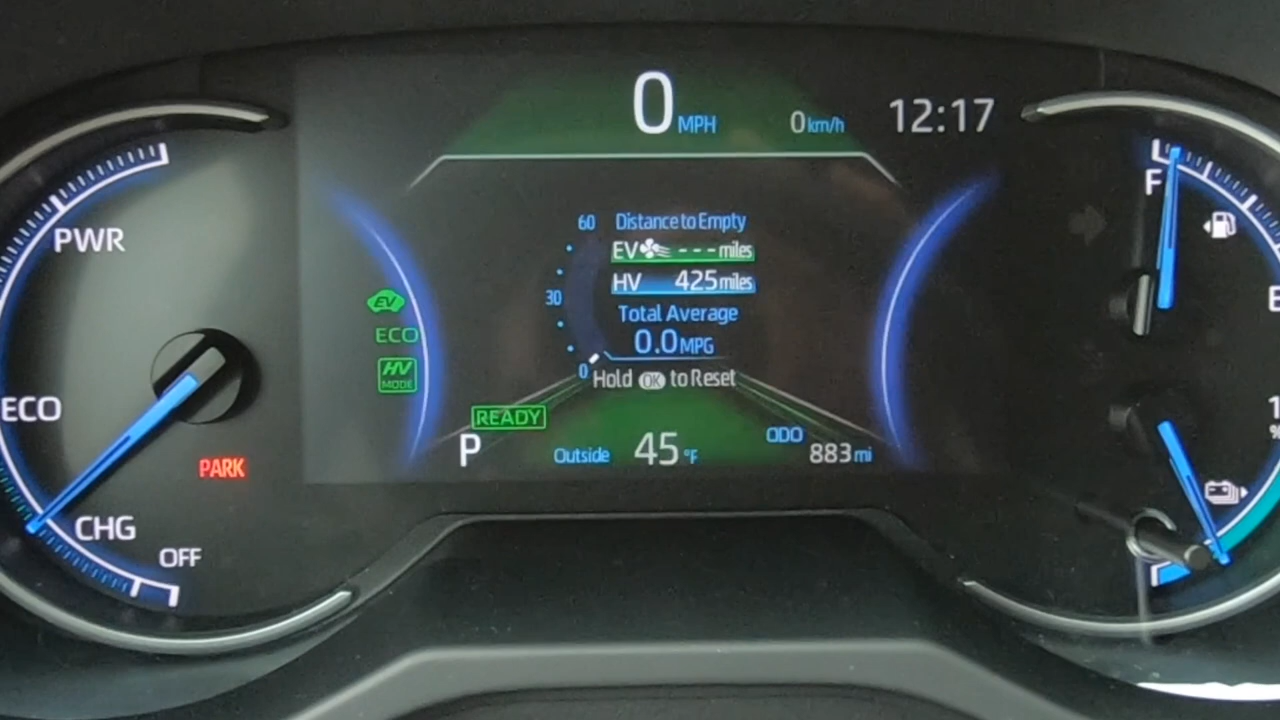 0 MPH 0 km/h 12:17
PWR
ECO
CHG
OFF
PARK
EV
ECO
HV
MODE
60
30
0
Distance to Empty
EV - - - miles
HV 425 miles
Total Average
0.0 MPG
Hold OK to Reset
READY
P
Outside 45 °F
ODO
883 mi
F